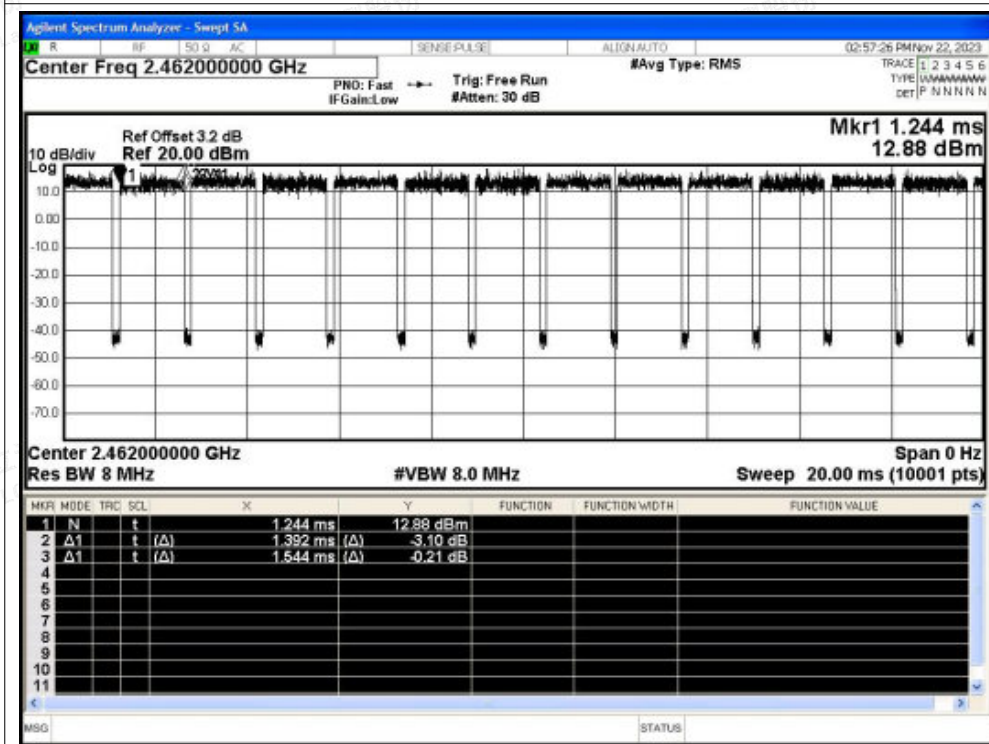 Agilent Spectrum Analyzer - Swept SA
R RF 50 Ω AC SENSE:PULSE ALIGNAUTO 02:57:26 PM Nov 22, 2023
Center Freq 2.462000000 GHz #Avg Type: RMS TRACE 1 2 3 4 5 6
PNO: Fast Trig: Free Run TYPE
IFGain:Low #Atten: 30 dB DET P N N N N N
Mkr1 1.244 ms
Ref Offset 3.2 dB
10 dB/div Ref 20.00 dBm 12.88 dBm
Log
1
10.0
0.00
-10.0
-20.0
-30.0
-40.0
-50.0
-60.0
-70.0
Center 2.462000000 GHz Span 0 Hz
Res BW 8 MHz #VBW 8.0 MHz Sweep 20.00 ms (10001 pts)
MKR MODE TRC SCL X Y FUNCTION FUNCTION WIDTH FUNCTION VALUE
1 N t 1.244 ms 12.88 dBm
2 Δ1 t (Δ) 1.392 ms (Δ) -3.10 dB
3 Δ1 t (Δ) 1.544 ms (Δ) -0.21 dB
4
5
6
7
8
9
10
11
MSG STATUS